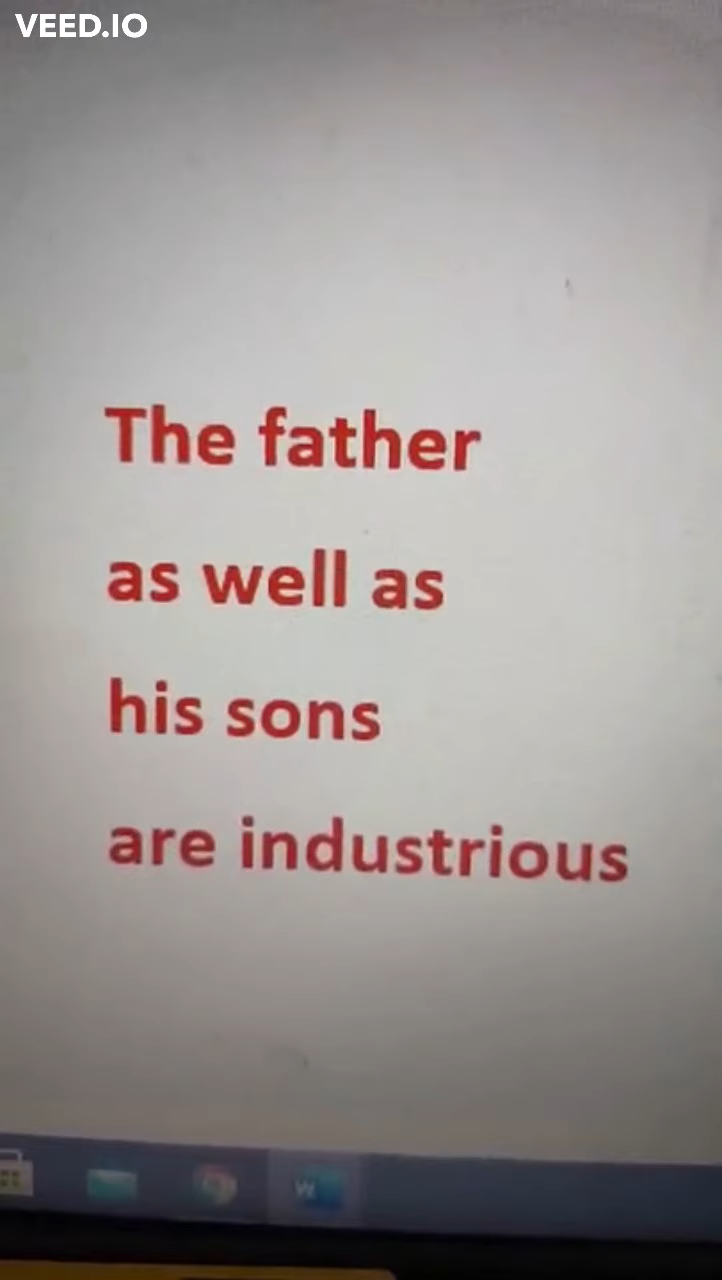 VEED.IO
The father
as well as
his sons
are industrious